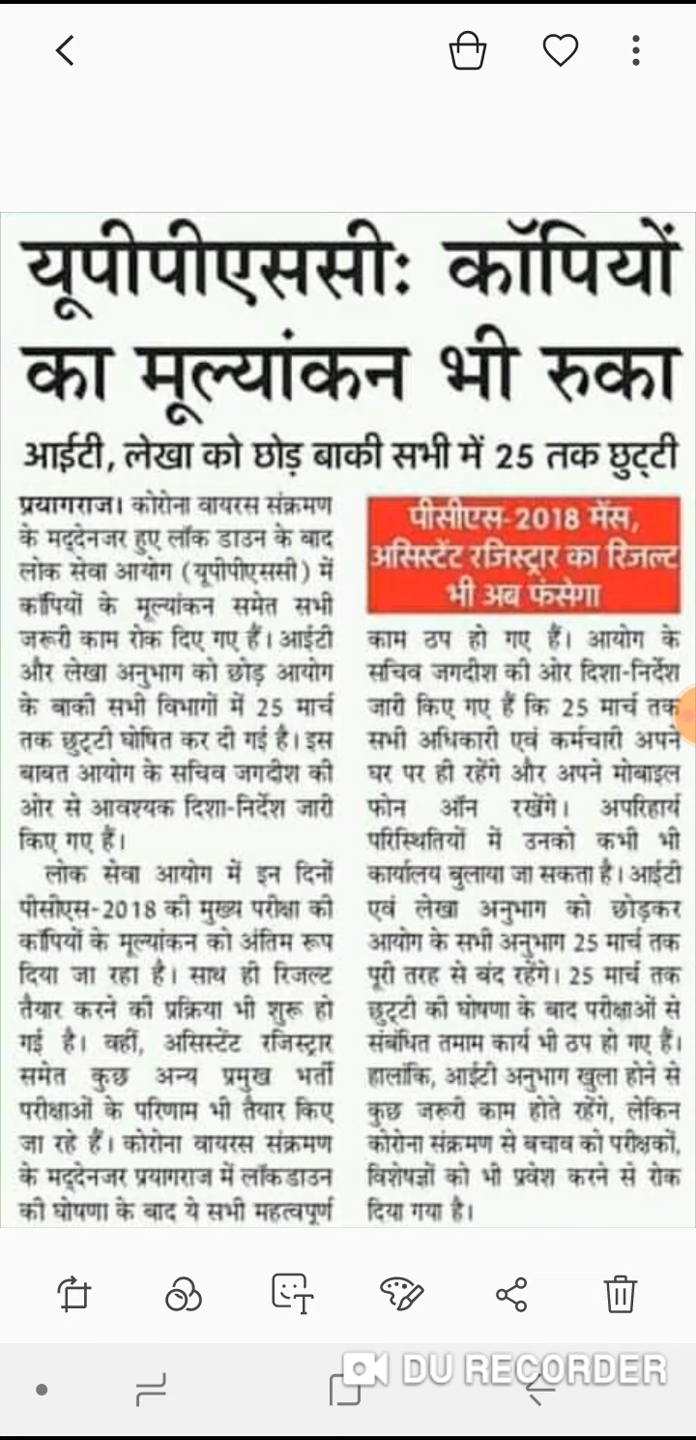 यूपीपीएससीः कॉपियों
का मूल्यांकन भी रुका
आईटी, लेखा को छोड़ बाकी सभी में 25 तक छुट्टी
प्रयागराज। कोरोना वायरस संक्रमण
के मद्देनजर हुए लॉक डाउन के बाद
लोक सेवा आयोग (यूपीपीएससी) में
कॉपियों के मूल्यांकन समेत सभी
जरूरी काम रोक दिए गए हैं। आईटी
और लेखा अनुभाग को छोड़ आयोग
के बाकी सभी विभागों में 25 मार्च
तक छुट्टी घोषित कर दी गई है। इस
बाबत आयोग के सचिव जगदीश की
ओर से आवश्यक दिशा-निर्देश जारी
किए गए हैं।
लोक सेवा आयोग में इन दिनों
पीसीएस-2018 की मुख्य परीक्षा की
कॉपियों के मूल्यांकन को अंतिम रूप
दिया जा रहा है। साथ ही रिजल्ट
तैयार करने की प्रक्रिया भी शुरू हो
गई है। वहीं, असिस्टेंट रजिस्ट्रार
समेत कुछ अन्य प्रमुख भर्ती
परीक्षाओं के परिणाम भी तैयार किए
जा रहे हैं। कोरोना वायरस संक्रमण
के मद्देनजर प्रयागराज में लॉकडाउन
की घोषणा के बाद ये सभी महत्वपूर्ण
पीसीएस-2018 मेंस,
असिस्टेंट रजिस्ट्रार का रिजल्ट
भी अब फंसेगा
काम ठप हो गए हैं। आयोग के
सचिव जगदीश की ओर दिशा-निर्देश
जारी किए गए हैं कि 25 मार्च तक
सभी अधिकारी एवं कर्मचारी अपने
घर पर ही रहेंगे और अपने मोबाइल
फोन ऑन रखेंगे। अपरिहार्य
परिस्थितियों में उनको कभी भी
कार्यालय बुलाया जा सकता है। आईटी
एवं लेखा अनुभाग को छोड़कर
आयोग के सभी अनुभाग 25 मार्च तक
पूरी तरह से बंद रहेंगे। 25 मार्च तक
छुट्टी की घोषणा के बाद परीक्षाओं से
संबंधित तमाम कार्य भी ठप हो गए हैं।
हालांकि, आईटी अनुभाग खुला होने से
कुछ जरूरी काम होते रहेंगे, लेकिन
कोरोना संक्रमण से बचाव को परीक्षकों,
विशेषज्ञों को भी प्रवेश करने से रोक
दिया गया है।
T
DU RECORDER